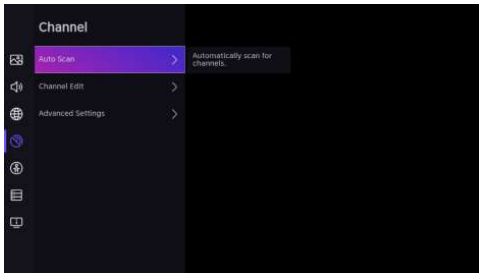 Channel
Auto Scan
Automatically scan for
channels.
Channel Edit
Advanced Settings